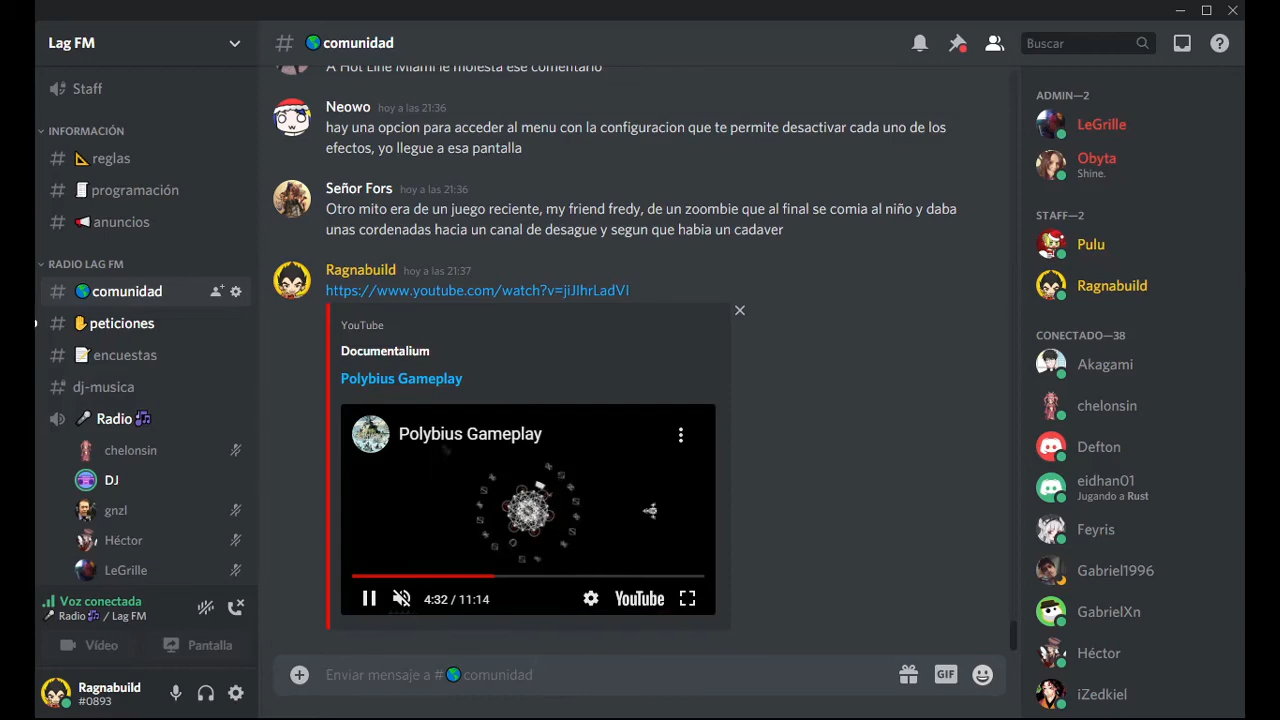 Lag FM
Staff
INFORMACIÓN
reglas
programación
anuncios
RADIO LAG FM
comunidad
peticiones
encuestas
dj-musica
Radio
chelonsin
DJ
gnzl
Héctor
LeGrille
Voz conectada
Radio / Lag FM
Vídeo
Pantalla
Ragnabuild
#0893
comunidad
Buscar
A Hot Line Miami le molesta ese comentario
Neowo hoy a las 21:36
hay una opcion para acceder al menu con la configuracion que te permite desactivar cada uno de los
efectos, yo llegue a esa pantalla
Señor Fors hoy a las 21:36
Otro mito era de un juego reciente, my friend fredy, de un zoombie que al final se comia al niño y daba
unas cordenadas hacia un canal de desague y segun que habia un cadaver
Ragnabuild hoy a las 21:37
https://www.youtube.com/watch?v=jiJIhrLadVI
YouTube
Documentalium
Polybius Gameplay
Polybius Gameplay
4:32 / 11:14
YouTube
Enviar mensaje a # comunidad
GIF
ADMIN—2
LeGrille
Obyta
Shine.
STAFF—2
Pulu
Ragnabuild
CONECTADO—38
Akagami
chelonsin
Defton
eidhan01
Jugando a Rust
Feyris
Gabriel1996
GabrielXn
Héctor
iZedkiel